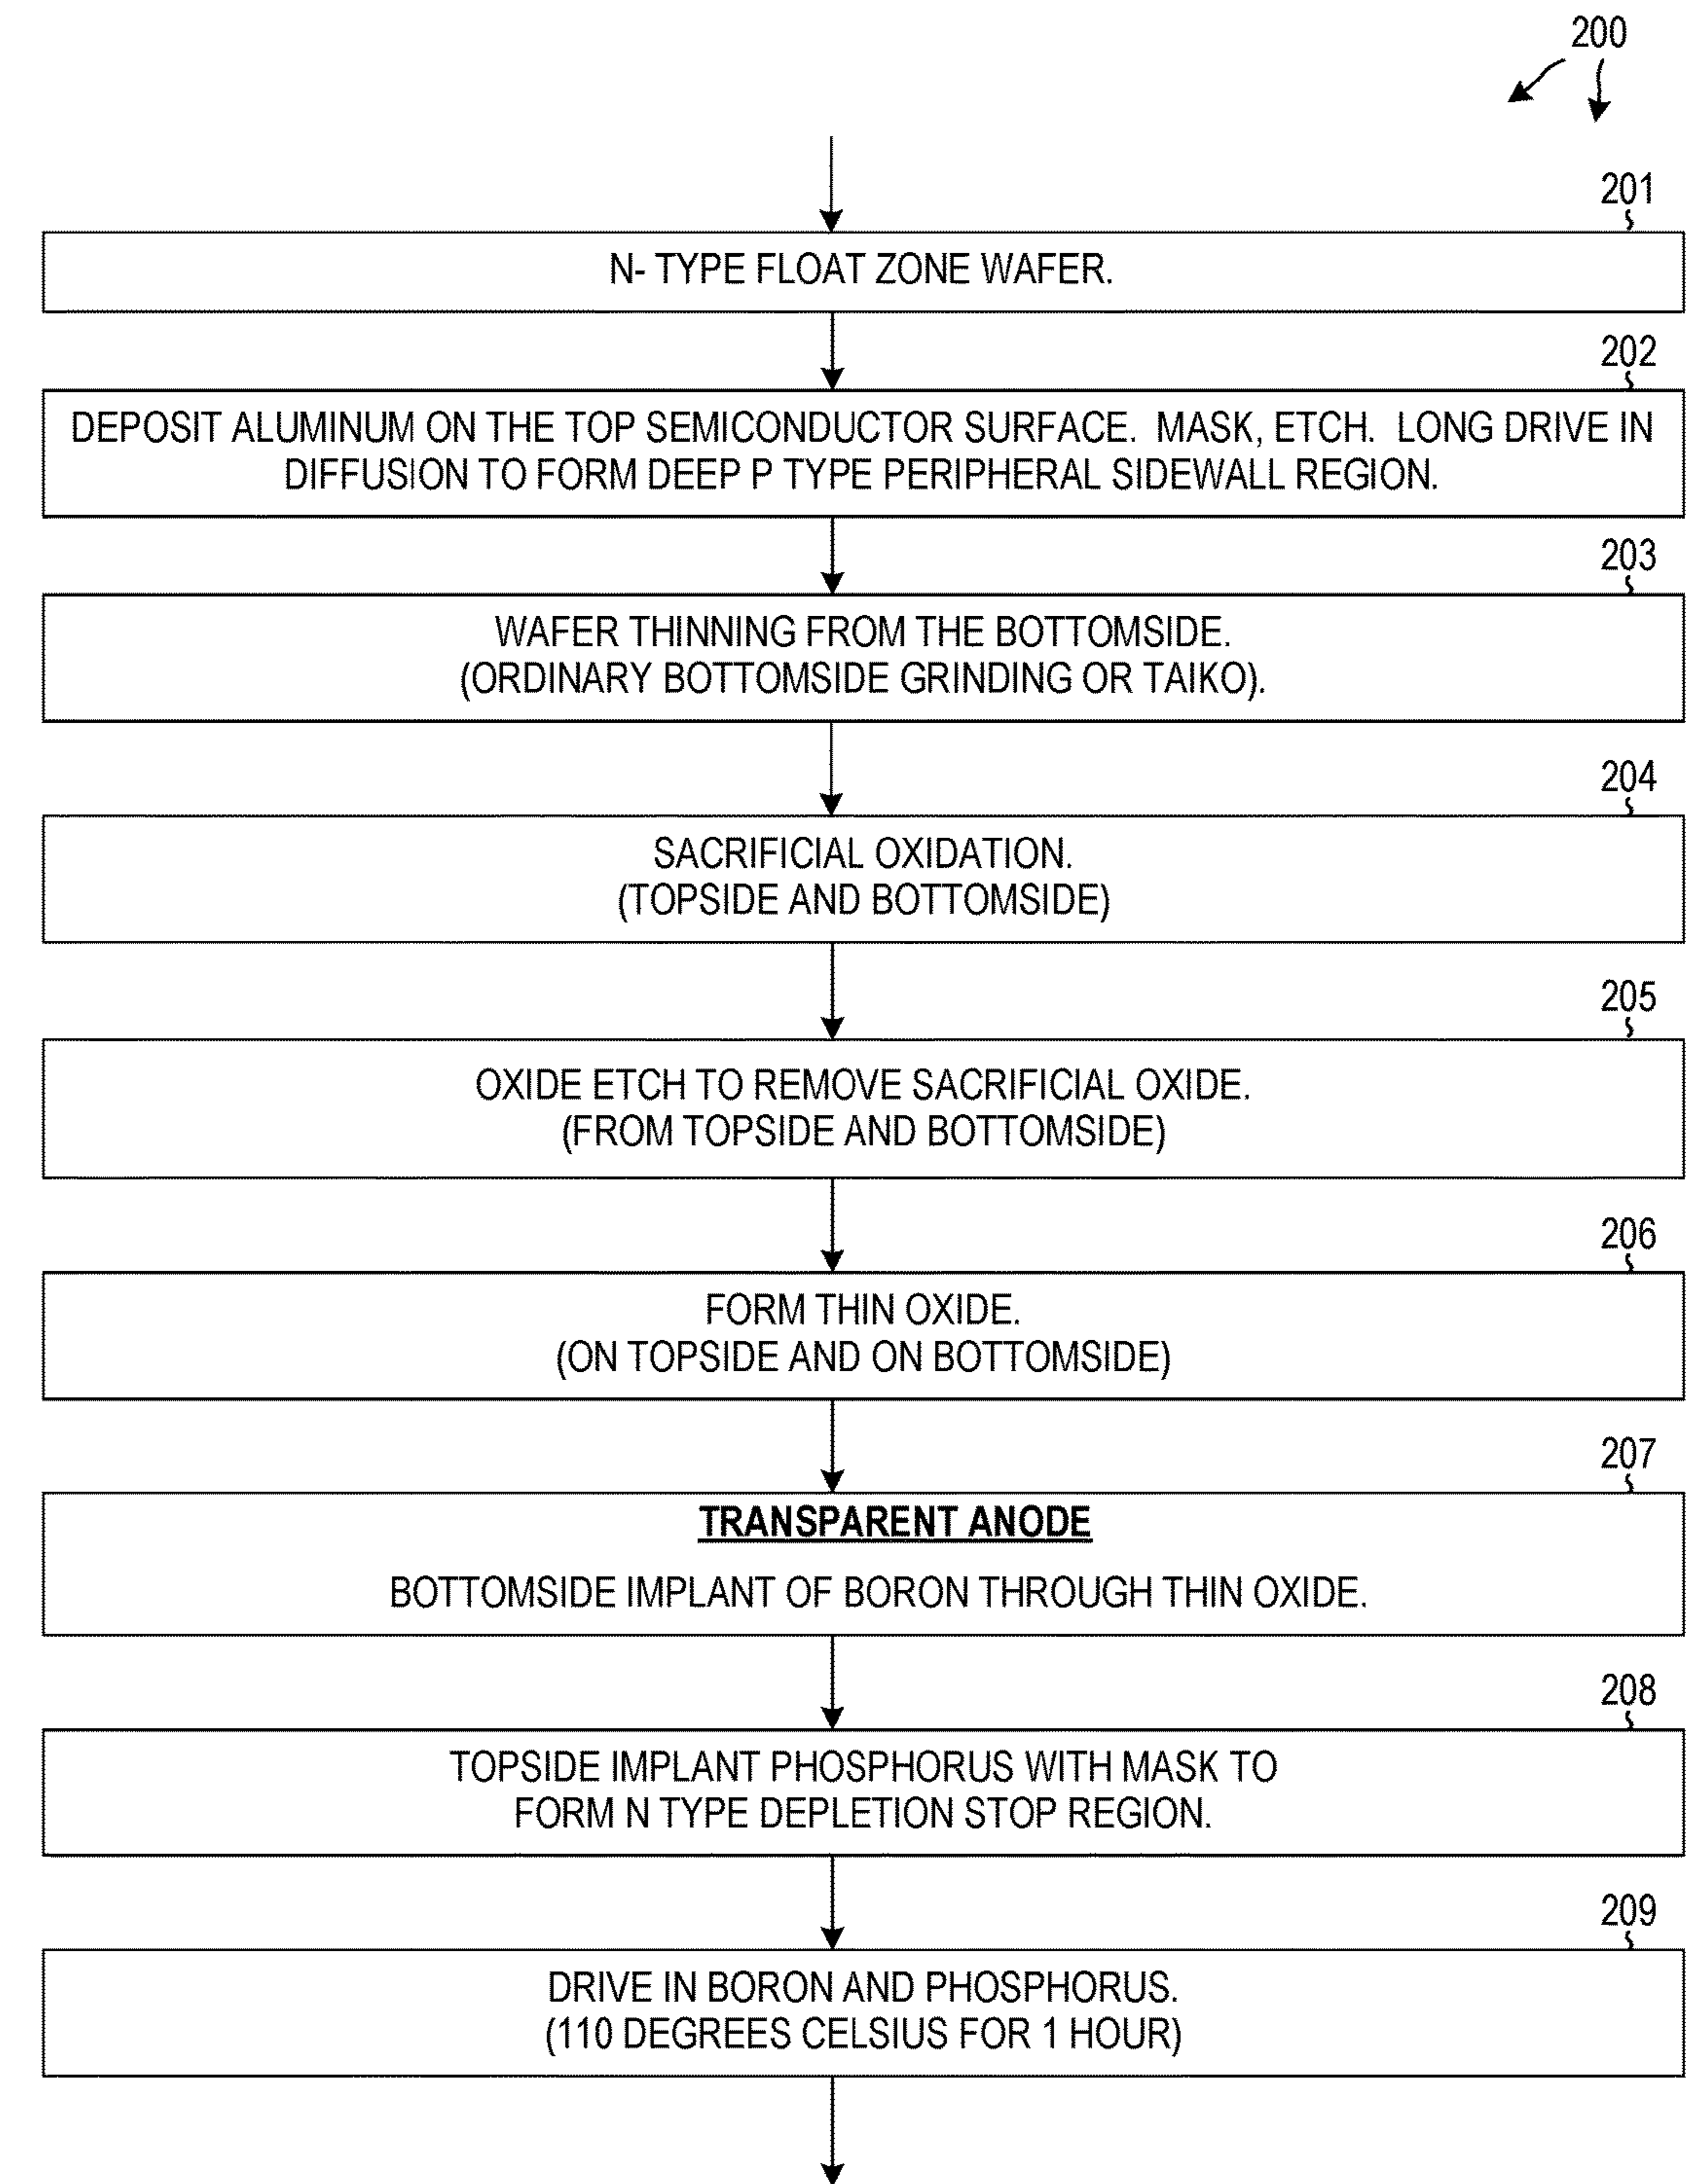 200
201
N- TYPE FLOAT ZONE WAFER.
202
DEPOSIT ALUMINUM ON THE TOP SEMICONDUCTOR SURFACE. MASK, ETCH. LONG DRIVE IN
DIFFUSION TO FORM DEEP P TYPE PERIPHERAL SIDEWALL REGION.
203
WAFER THINNING FROM THE BOTTOMSIDE.
(ORDINARY BOTTOMSIDE GRINDING OR TAIKO).
204
SACRIFICIAL OXIDATION.
(TOPSIDE AND BOTTOMSIDE)
205
OXIDE ETCH TO REMOVE SACRIFICIAL OXIDE.
(FROM TOPSIDE AND BOTTOMSIDE)
206
FORM THIN OXIDE.
(ON TOPSIDE AND ON BOTTOMSIDE)
207
TRANSPARENT ANODE
BOTTOMSIDE IMPLANT OF BORON THROUGH THIN OXIDE.
208
TOPSIDE IMPLANT PHOSPHORUS WITH MASK TO
FORM N TYPE DEPLETION STOP REGION.
209
DRIVE IN BORON AND PHOSPHORUS.
(110 DEGREES CELSIUS FOR 1 HOUR)